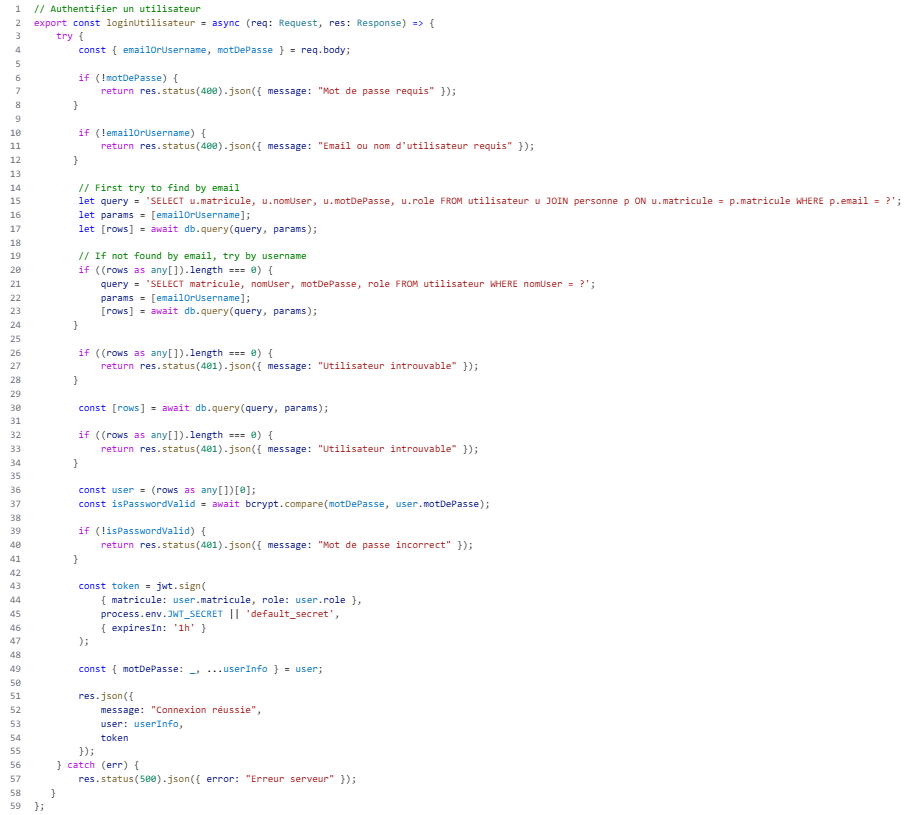 1 // Authentifier un utilisateur
2 export const loginUtilisateur = async (req: Request, res: Response) => {
3     try {
4         const { emailOrUsername, motDePasse } = req.body;
5
6         if (!motDePasse) {
7             return res.status(400).json({ message: "Mot de passe requis" });
8         }
9
10         if (!emailOrUsername) {
11             return res.status(400).json({ message: "Email ou nom d'utilisateur requis" });
12         }
13
14         // First try to find by email
15         let query = 'SELECT u.matricule, u.nomUser, u.motDePasse, u.role FROM utilisateur u JOIN personne p ON u.matricule = p.matricule WHERE p.email = ?';
16         let params = [emailOrUsername];
17         let [rows] = await db.query(query, params);
18
19         // If not found by email, try by username
20         if ((rows as any[]).length === 0) {
21             query = 'SELECT matricule, nomUser, motDePasse, role FROM utilisateur WHERE nomUser = ?';
22             params = [emailOrUsername];
23             [rows] = await db.query(query, params);
24         }
25
26         if ((rows as any[]).length === 0) {
27             return res.status(401).json({ message: "Utilisateur introuvable" });
28         }
29
30         const [rows] = await db.query(query, params);
31
32         if ((rows as any[]).length === 0) {
33             return res.status(401).json({ message: "Utilisateur introuvable" });
34         }
35
36         const user = (rows as any[])[0];
37         const isPasswordValid = await bcrypt.compare(motDePasse, user.motDePasse);
38
39         if (!isPasswordValid) {
40             return res.status(401).json({ message: "Mot de passe incorrect" });
41         }
42
43         const token = jwt.sign(
44             { matricule: user.matricule, role: user.role },
45             process.env.JWT_SECRET || 'default_secret',
46             { expiresIn: '1h' }
47         );
48
49         const { motDePasse: _, ...userInfo } = user;
50
51         res.json({
52             message: "Connexion réussie",
53             user: userInfo,
54             token
55         });
56     } catch (err) {
57         res.status(500).json({ error: "Erreur serveur" });
58     }
59 };